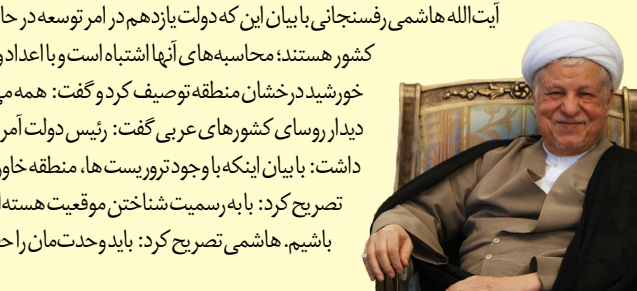 آیت‌الله هاشمی رفسنجانی با بیان این که دولت یازدهم در امر توسعه در حا
کشور هستند؛ محاسبه‌های آنها اشتباه است و با اعداد و
خورشید درخشان منطقه توصیف کرد و گفت: همه می
دیدار روسای کشورهای عربی گفت: رئیس دولت آمر
داشت: با بیان اینکه با وجود تروریست‌ها، منطقه خاور
تصریح کرد: با به رسمیت شناختن موقعیت هسته‌ا
باشیم. هاشمی تصریح کرد: باید وحدت‌مان را حف